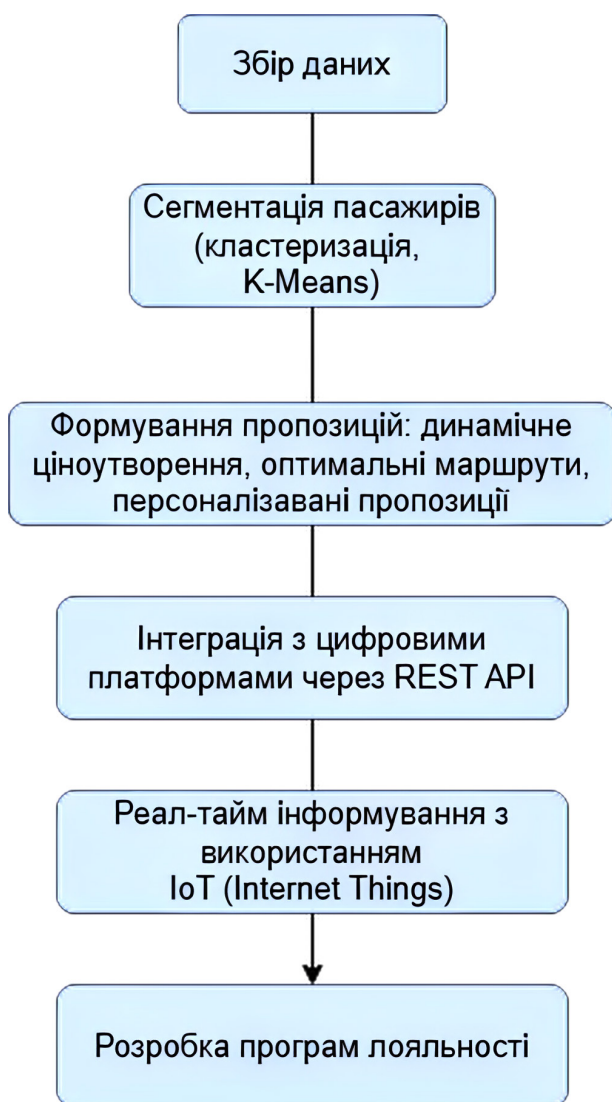 Збір даних
Сегментація пасажирів
(кластеризація,
K-Means)
Формування пропозицій: динамічне
ціноутворення, оптимальні маршрути,
персоналізавані пропозиції
Інтеграція з цифровими
платформами через REST API
Реал-тайм інформування з
використанням
IoT (Internet Things)
Розробка програм лояльності